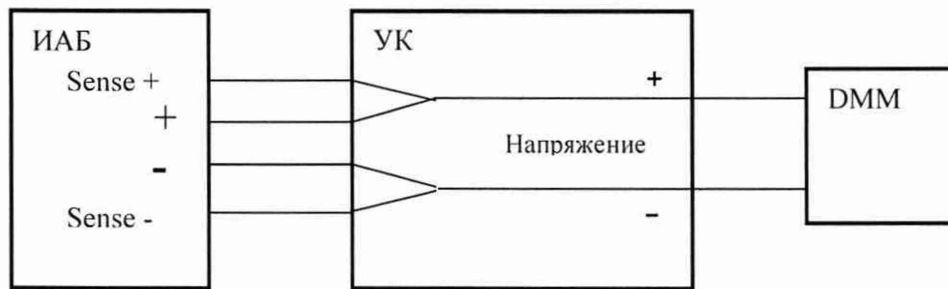 ИАБ
Sense +
+
-
Sense -
УК
+
Напряжение
-
DMM